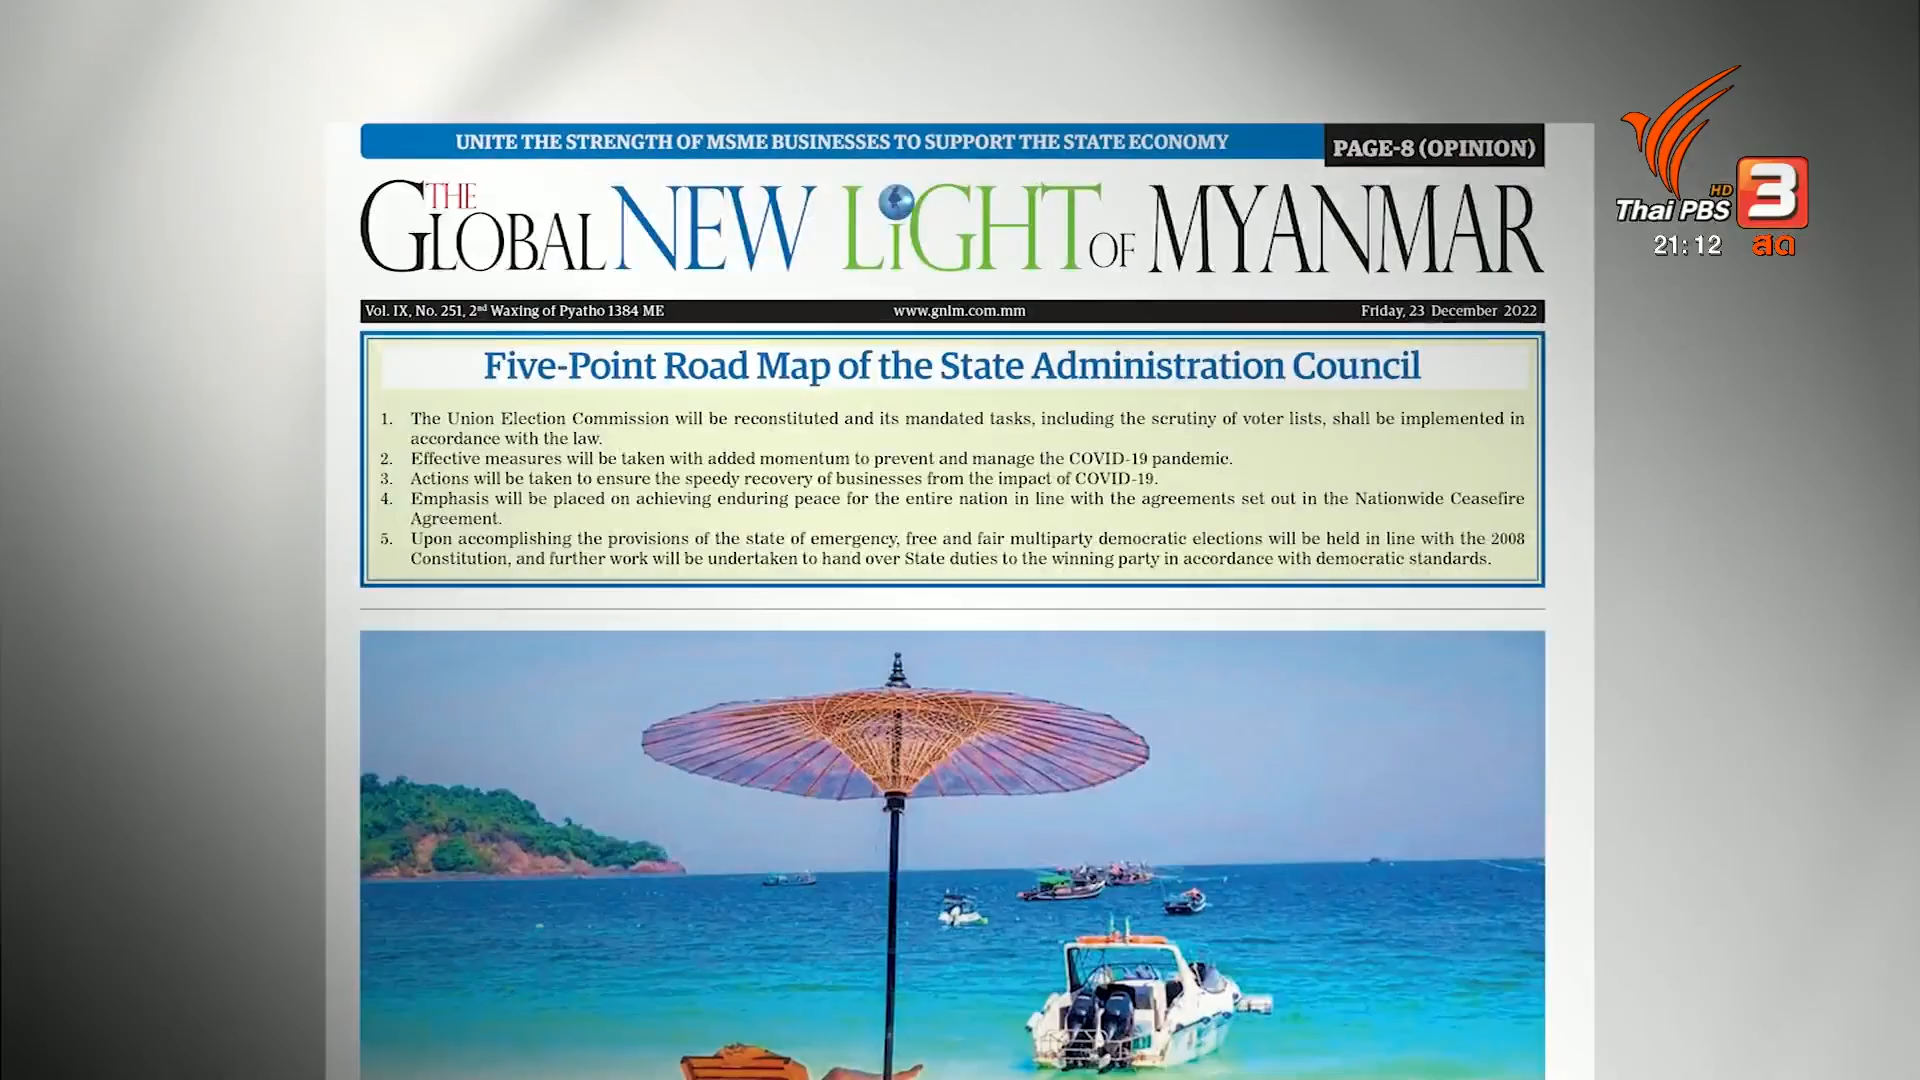 UNITE THE STRENGTH OF MSME BUSINESSES TO SUPPORT THE STATE ECONOMY
PAGE-8 (OPINION)
THE GLOBAL NEW LiGHT OF MYANMAR
Vol. IX, No. 251, 2nd Waxing of Pyatho 1384 ME
www.gnlm.com.mm
Friday, 23 December 2022
Five-Point Road Map of the State Administration Council
1. The Union Election Commission will be reconstituted and its mandated tasks, including the scrutiny of voter lists, shall be implemented in
accordance with the law.
2. Effective measures will be taken with added momentum to prevent and manage the COVID-19 pandemic.
3. Actions will be taken to ensure the speedy recovery of businesses from the impact of COVID-19.
4. Emphasis will be placed on achieving enduring peace for the entire nation in line with the agreements set out in the Nationwide Ceasefire
Agreement.
5. Upon accomplishing the provisions of the state of emergency, free and fair multiparty democratic elections will be held in line with the 2008
Constitution, and further work will be undertaken to hand over State duties to the winning party in accordance with democratic standards.
HD
Thai PBS 3
21:12 สด